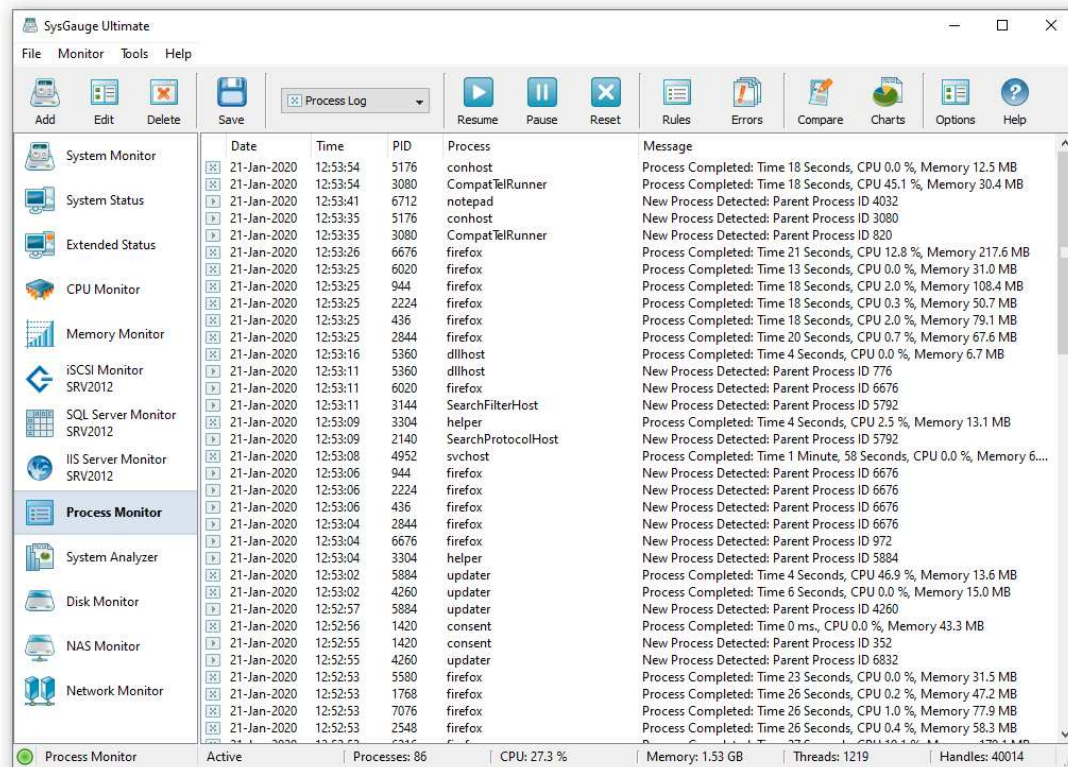 SysGauge Ultimate
File Monitor Tools Help
Add Edit Delete Save Process Log Resume Pause Reset Rules Errors Compare Charts Options Help
System Monitor
System Status
Extended Status
CPU Monitor
Memory Monitor
iSCSI Monitor
SRV2012
SQL Server Monitor
SRV2012
IIS Server Monitor
SRV2012
Process Monitor
System Analyzer
Disk Monitor
NAS Monitor
Network Monitor
Date Time PID Process Message
21-Jan-2020 12:53:54 5176 conhost Process Completed: Time 18 Seconds, CPU 0.0 %, Memory 12.5 MB
21-Jan-2020 12:53:54 3080 CompatTelRunner Process Completed: Time 18 Seconds, CPU 45.1 %, Memory 30.4 MB
21-Jan-2020 12:53:41 6712 notepad New Process Detected: Parent Process ID 4032
21-Jan-2020 12:53:35 5176 conhost New Process Detected: Parent Process ID 3080
21-Jan-2020 12:53:35 3080 CompatTelRunner New Process Detected: Parent Process ID 820
21-Jan-2020 12:53:26 6676 firefox Process Completed: Time 21 Seconds, CPU 12.8 %, Memory 217.6 MB
21-Jan-2020 12:53:25 6020 firefox Process Completed: Time 13 Seconds, CPU 0.0 %, Memory 31.0 MB
21-Jan-2020 12:53:25 944 firefox Process Completed: Time 18 Seconds, CPU 2.0 %, Memory 108.4 MB
21-Jan-2020 12:53:25 2224 firefox Process Completed: Time 18 Seconds, CPU 0.3 %, Memory 50.7 MB
21-Jan-2020 12:53:25 436 firefox Process Completed: Time 18 Seconds, CPU 2.0 %, Memory 79.1 MB
21-Jan-2020 12:53:25 2844 firefox Process Completed: Time 20 Seconds, CPU 0.7 %, Memory 67.6 MB
21-Jan-2020 12:53:16 5360 dllhost Process Completed: Time 4 Seconds, CPU 0.0 %, Memory 6.7 MB
21-Jan-2020 12:53:11 5360 dllhost New Process Detected: Parent Process ID 776
21-Jan-2020 12:53:11 6020 firefox New Process Detected: Parent Process ID 6676
21-Jan-2020 12:53:11 3144 SearchFilterHost New Process Detected: Parent Process ID 5792
21-Jan-2020 12:53:09 3304 helper Process Completed: Time 4 Seconds, CPU 2.5 %, Memory 13.1 MB
21-Jan-2020 12:53:09 2140 SearchProtocolHost New Process Detected: Parent Process ID 5792
21-Jan-2020 12:53:08 4952 svchost Process Completed: Time 1 Minute, 58 Seconds, CPU 0.0 %, Memory 6....
21-Jan-2020 12:53:06 944 firefox New Process Detected: Parent Process ID 6676
21-Jan-2020 12:53:06 2224 firefox New Process Detected: Parent Process ID 6676
21-Jan-2020 12:53:06 436 firefox New Process Detected: Parent Process ID 6676
21-Jan-2020 12:53:04 2844 firefox New Process Detected: Parent Process ID 6676
21-Jan-2020 12:53:04 6676 firefox New Process Detected: Parent Process ID 972
21-Jan-2020 12:53:04 3304 helper New Process Detected: Parent Process ID 5884
21-Jan-2020 12:53:02 5884 updater Process Completed: Time 4 Seconds, CPU 46.9 %, Memory 13.6 MB
21-Jan-2020 12:53:02 4260 updater Process Completed: Time 6 Seconds, CPU 0.0 %, Memory 15.0 MB
21-Jan-2020 12:52:57 5884 updater New Process Detected: Parent Process ID 4260
21-Jan-2020 12:52:56 1420 consent Process Completed: Time 0 ms., CPU 0.0 %, Memory 43.3 MB
21-Jan-2020 12:52:55 1420 consent New Process Detected: Parent Process ID 352
21-Jan-2020 12:52:55 4260 updater New Process Detected: Parent Process ID 6832
21-Jan-2020 12:52:53 5580 firefox Process Completed: Time 23 Seconds, CPU 0.0 %, Memory 31.5 MB
21-Jan-2020 12:52:53 1768 firefox Process Completed: Time 26 Seconds, CPU 0.2 %, Memory 47.2 MB
21-Jan-2020 12:52:53 7076 firefox Process Completed: Time 26 Seconds, CPU 1.0 %, Memory 77.9 MB
21-Jan-2020 12:52:53 2548 firefox Process Completed: Time 26 Seconds, CPU 0.4 %, Memory 58.3 MB
Process Monitor Active Processes: 86 CPU: 27.3 % Memory: 1.53 GB Threads: 1219 Handles: 40014